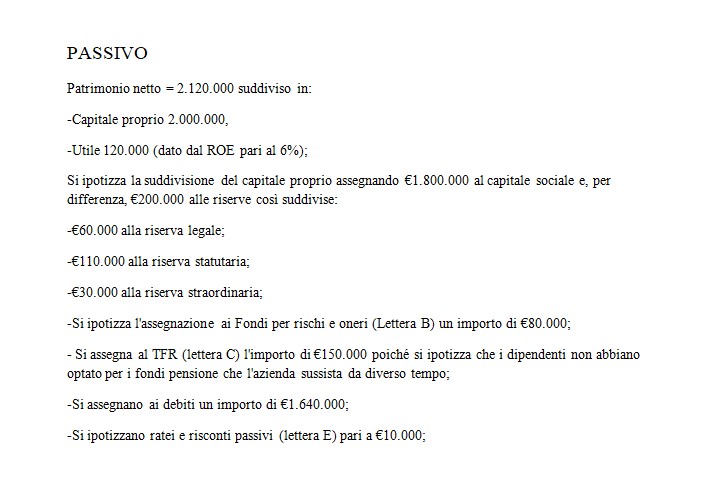 PASSIVO
Patrimonio netto = 2.120.000 suddiviso in:
-Capitale proprio 2.000.000,
-Utile 120.000 (dato dal ROE pari al 6%);
Si ipotizza la suddivisione del capitale proprio assegnando €1.800.000 al capitale sociale e, per
differenza, €200.000 alle riserve così suddivise:
-€60.000 alla riserva legale;
-€110.000 alla riserva statutaria;
-€30.000 alla riserva straordinaria;
-Si ipotizza l'assegnazione ai Fondi per rischi e oneri (Lettera B) un importo di €80.000;
- Si assegna al TFR (lettera C) l'importo di €150.000 poiché si ipotizza che i dipendenti non abbiano
optato per i fondi pensione che l'azienda sussista da diverso tempo;
-Si assegnano ai debiti un importo di €1.640.000;
-Si ipotizzano ratei e risconti passivi (lettera E) pari a €10.000;